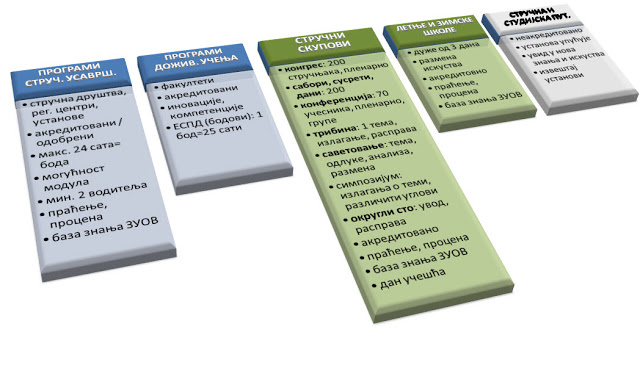 ПРОГРАМИ
СТРУЧ. УСАВРШ.
• стручна друштва,
рег. центри,
установе
• акредитовани /
одобрени
• макс. 24 сата=
бода
• могућност
модула
• мин. 2 водитеља
• праћење,
процена
• база знања ЗУОВ
ПРОГРАМИ
ДОЖИВ. УЧЕЊА
• факултети
• акредитовани
• иновације,
компетенције
• ЕСПД (бодови): 1
бод=25 сати
СТРУЧНИ
СКУПОВИ
• конгрес: 200
стручњака, пленарно
• сабори, сусрети,
дани: 200
• конференција: 70
учесника, пленарно,
групе
• трибина: 1 тема,
излагање, расправа
• саветовање: тема,
одлуке, анализа,
размена
• симпозијум:
излагања о теми,
различити углови
• округли сто: увод,
расправа
• акредитовано
• праћење, процена
• база знања ЗУОВ
• дан учешћа
ЛЕТЊЕ И ЗИМСКЕ
ШКОЛЕ
• дуже од 3 дана
• размена
искуства
• акредитовно
• праћење,
процена
• база знања ЗУОВ
СТРУЧНА И
СТУДИЈСКА ПУТ.
• неакредитовано
• установа упућује
• увид у нова
знања и искуства
• извештај
установи